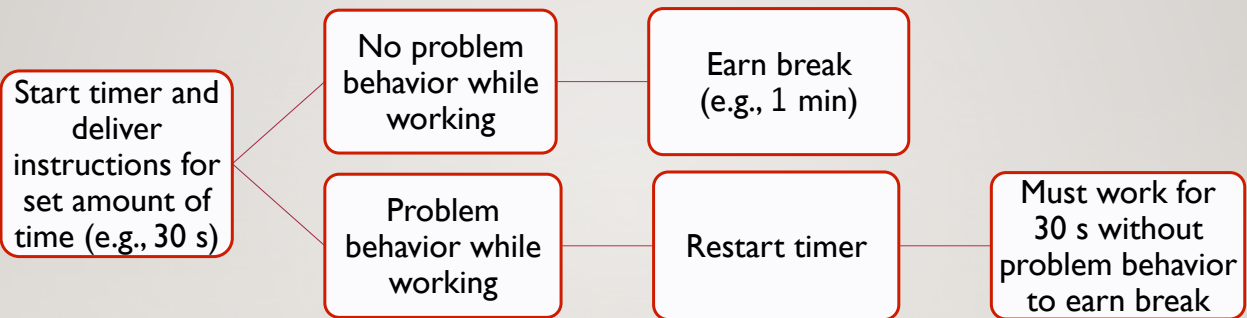 Start timer and
deliver
instructions for
set amount of
time (e.g., 30 s)
No problem
behavior while
working
Earn break
(e.g., 1 min)
Problem
behavior while
working
Restart timer
Must work for
30 s without
problem behavior
to earn break